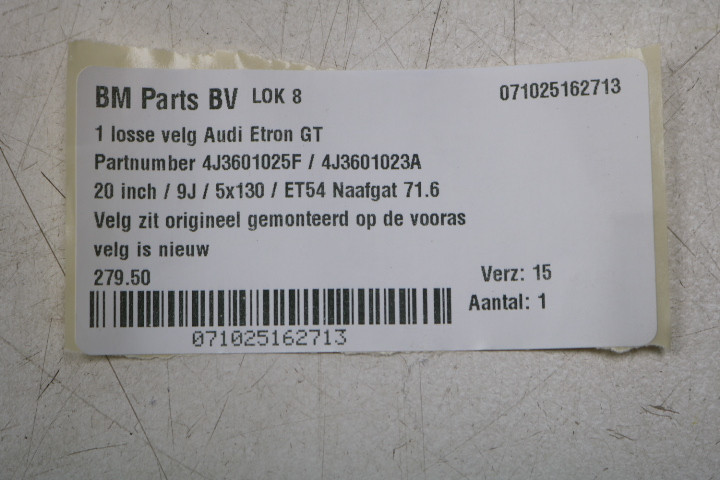 BM Parts BV LOK 8 071025162713
1 losse velg Audi Etron GT
Partnumber 4J3601025F / 4J3601023A
20 inch / 9J / 5x130 / ET54 Naafgat 71.6
Velg zit origineel gemonteerd op de vooras
velg is nieuw
279.50 Verz: 15
Aantal: 1
071025162713